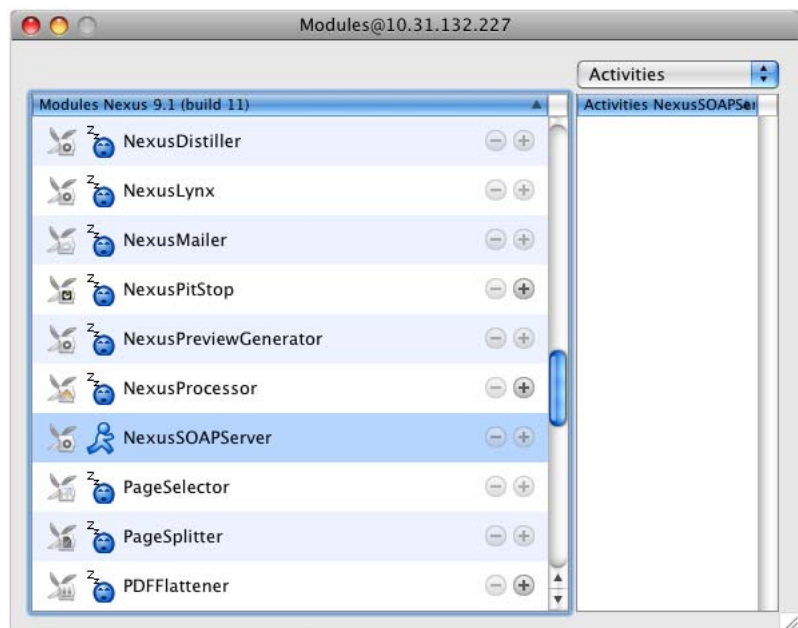 Modules@10.31.132.227
Activities
Modules Nexus 9.1 (build 11)
Activities NexusSOAPSer
NexusDistiller
NexusLynx
NexusMailer
NexusPitStop
NexusPreviewGenerator
NexusProcessor
NexusSOAPServer
PageSelector
PageSplitter
PDFFlattener